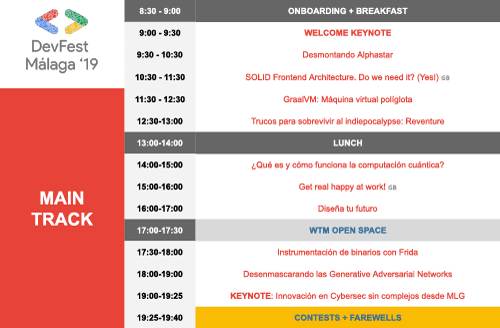 DevFest
Málaga ‘19
MAIN
TRACK
8:30 - 9:00 ONBOARDING + BREAKFAST
9:00 - 9:30 WELCOME KEYNOTE
9:30 - 10:30 Desmontando Alphastar
10:30 - 11:30 SOLID Frontend Architecture. Do we need it? (Yes!) GB
11:30 - 12:30 GraalVM: Máquina virtual políglota
12:30-13:00 Trucos para sobrevivir al indiepocalypse: Reventure
13:00-14:00 LUNCH
14:00-15:00 ¿Qué es y cómo funciona la computación cuántica?
15:00-16:00 Get real happy at work! GB
16:00-17:00 Diseña tu futuro
17:00-17:30 WTM OPEN SPACE
17:30-18:00 Instrumentación de binarios con Frida
18:00-19:00 Desenmascarando las Generative Adversarial Networks
19:00-19:25 KEYNOTE: Innovación en Cybersec sin complejos desde MLG
19:25-19:40 CONTESTS + FAREWELLS